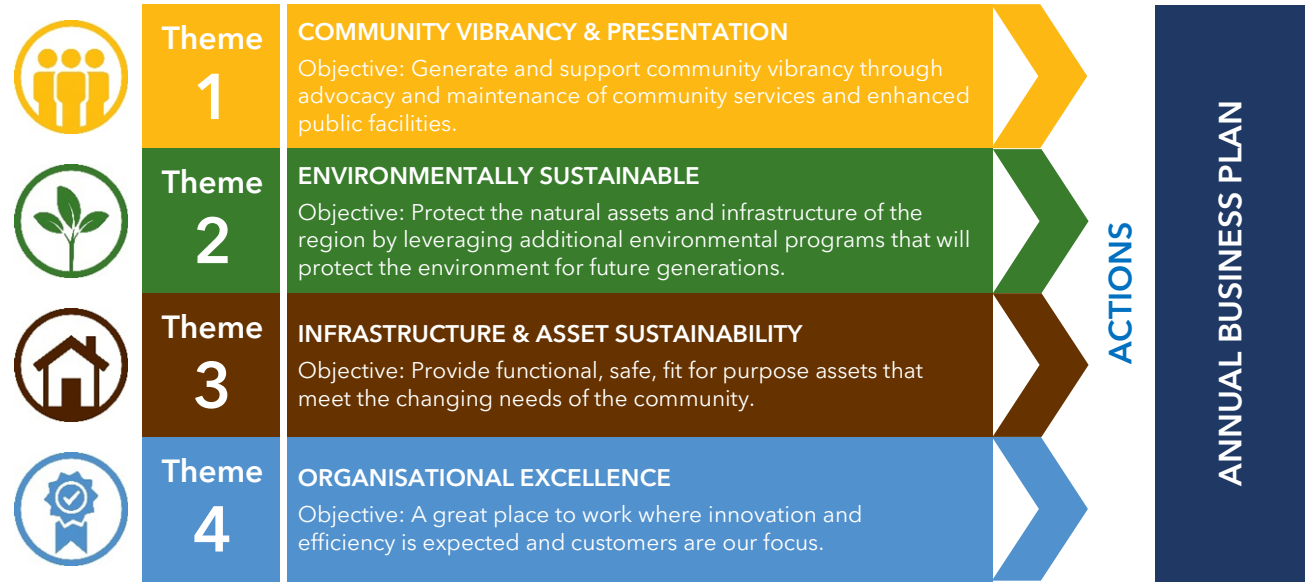 Theme
1
COMMUNITY VIBRANCY & PRESENTATION
Objective: Generate and support community vibrancy through
advocacy and maintenance of community services and enhanced
public facilities.
Theme
2
ENVIRONMENTALLY SUSTAINABLE
Objective: Protect the natural assets and infrastructure of the
region by leveraging additional environmental programs that will
protect the environment for future generations.
Theme
3
INFRASTRUCTURE & ASSET SUSTAINABILITY
Objective: Provide functional, safe, fit for purpose assets that
meet the changing needs of the community.
Theme
4
ORGANISATIONAL EXCELLENCE
Objective: A great place to work where innovation and
efficiency is expected and customers are our focus.
ACTIONS
ANNUAL BUSINESS PLAN